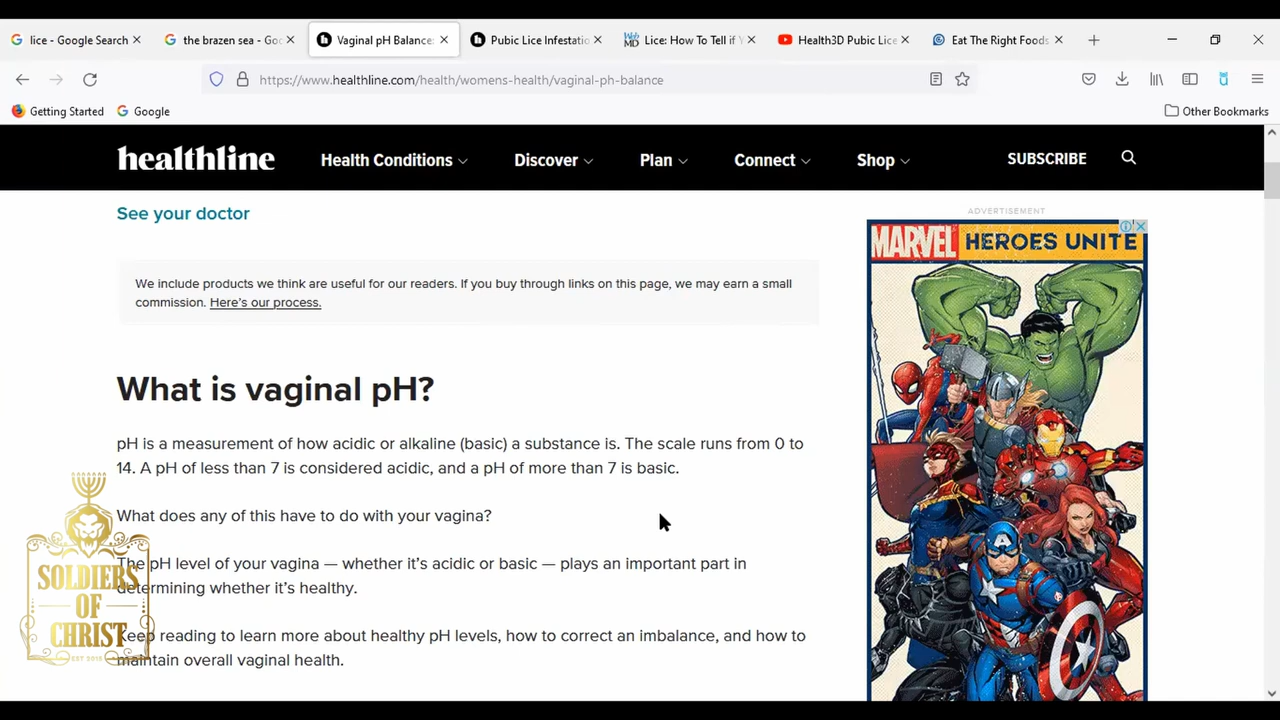 lice - Google Search
the brazen sea - Goo
Vaginal pH Balance:
Pubic Lice Infestatio
WebMD
Lice: How To Tell if Y
Health3D Pubic Lice
Eat The Right Foods
https://www.healthline.com/health/womens-health/vaginal-ph-balance
Getting Started
Google
Other Bookmarks
healthline
Health Conditions
Discover
Plan
Connect
Shop
SUBSCRIBE
See your doctor
ADVERTISEMENT
MARVEL HEROES UNITE
We include products we think are useful for our readers. If you buy through links on this page, we may earn a small
commission. Here's our process.
What is vaginal pH?
pH is a measurement of how acidic or alkaline (basic) a substance is. The scale runs from 0 to
14. A pH of less than 7 is considered acidic, and a pH of more than 7 is basic.
What does any of this have to do with your vagina?
The pH level of your vagina — whether it's acidic or basic — plays an important part in
determining whether it's healthy.
Keep reading to learn more about healthy pH levels, how to correct an imbalance, and how to
maintain overall vaginal health.
SOLDIERS
OF
CHRIST